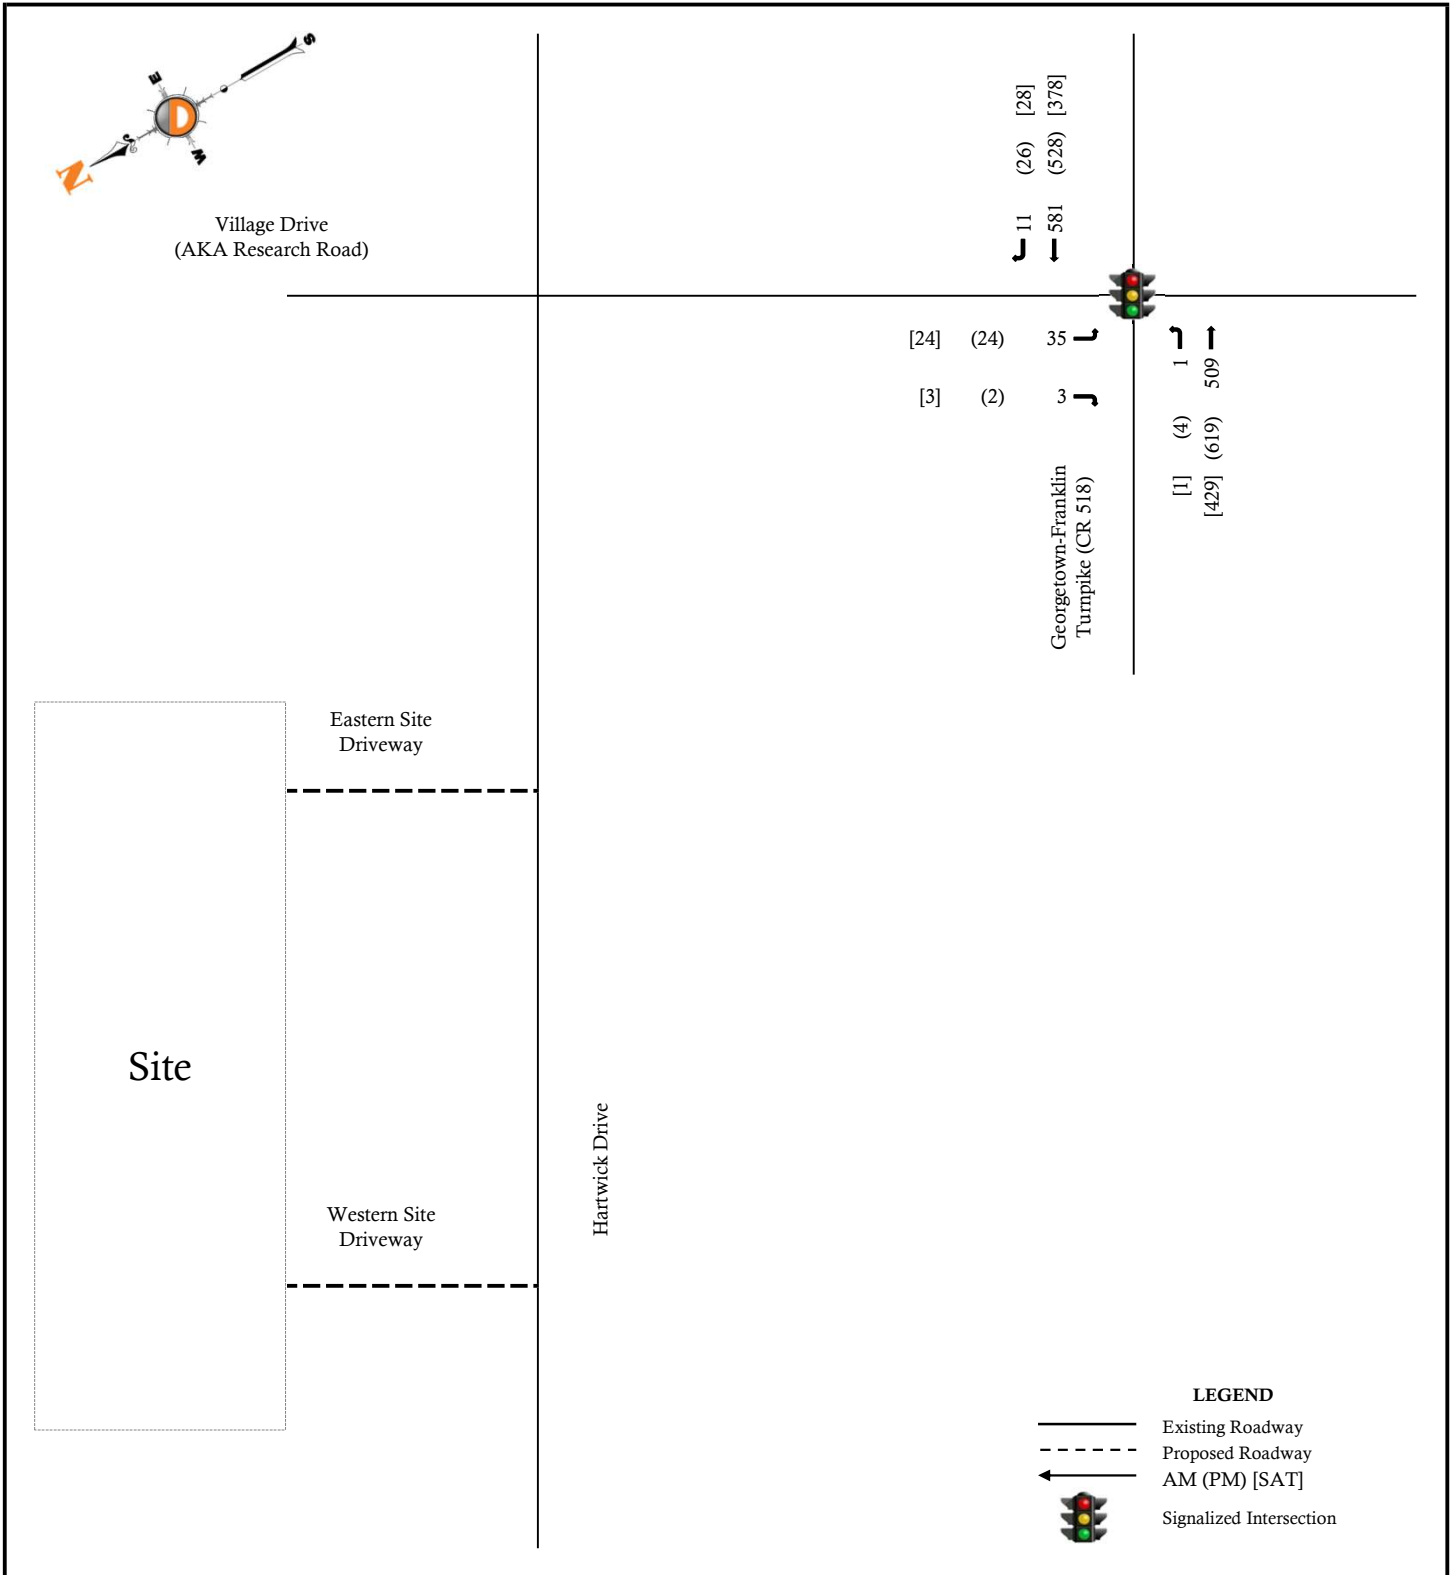 S
E
D
W
N
Village Drive
(AKA Research Road)
11 (26) [28]
581 (528) [378]
[24] (24) 35
[3] (2) 3
[1] (4) 1
[429] (619) 509
Georgetown-Franklin
Turnpike (CR 518)
Eastern Site
Driveway
Site
Hartwick Drive
Western Site
Driveway
LEGEND
Existing Roadway
Proposed Roadway
AM (PM) [SAT]
Signalized Intersection